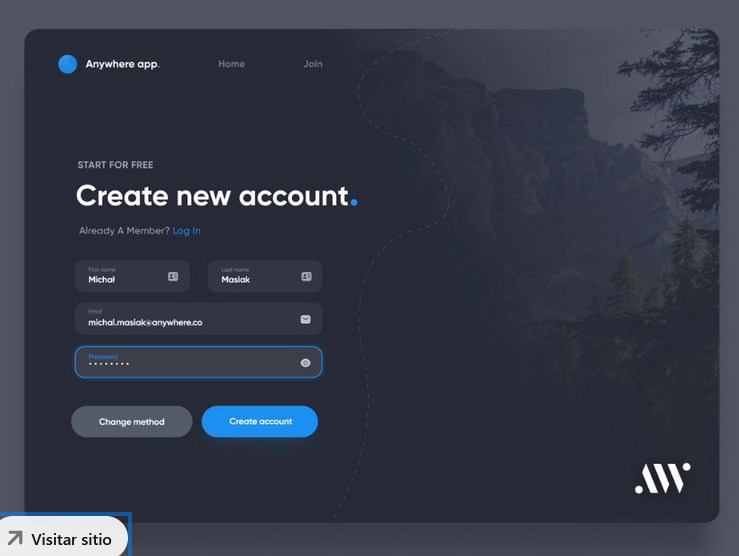 Anywhere app. Home Join
START FOR FREE
Create new account.
Already A Member? Log In
First name Last name
Michał Masiak
Email
michal.masiak@anywhere.co
Password
Change method Create account
.AW
Visitar sitio